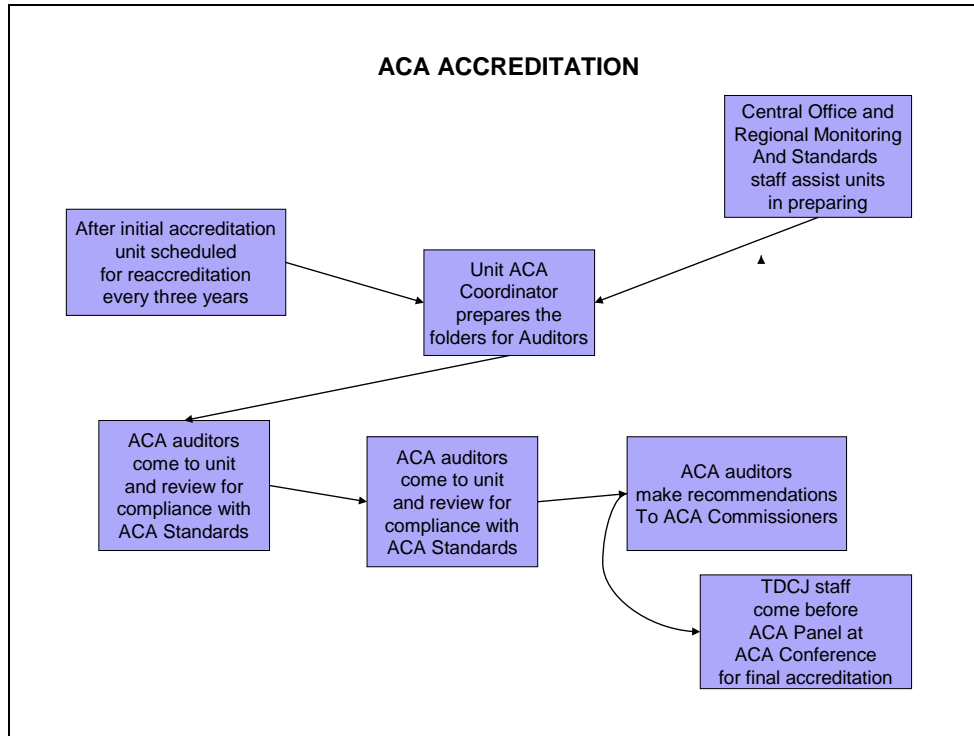 ACA ACCREDITATION
Central Office and
Regional Monitoring
And Standards
staff assist units
in preparing
After initial accreditation
unit scheduled
for reaccreditation
every three years
Unit ACA
Coordinator
prepares the
folders for Auditors
ACA auditors
come to unit
and review for
compliance with
ACA Standards
ACA auditors
come to unit
and review for
compliance with
ACA Standards
ACA auditors
make recommendations
To ACA Commissioners
TDCJ staff
come before
ACA Panel at
ACA Conference
for final accreditation